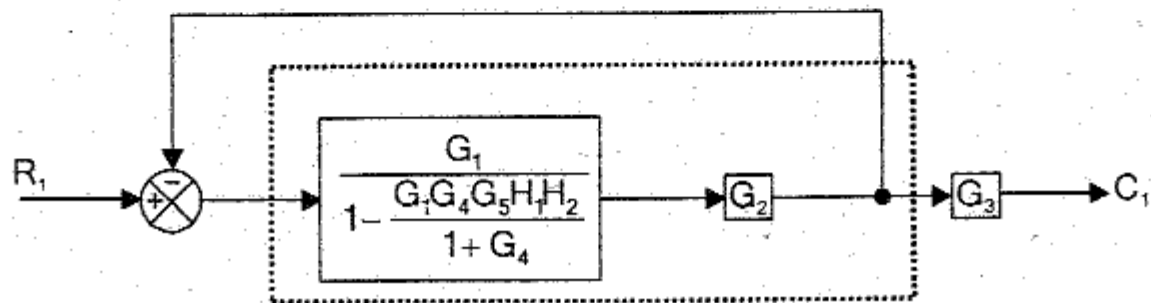 R₁
+
−
G₁
1− G₁G₄G₅H₁H₂
1+ G₄
G₂
G₃
C₁